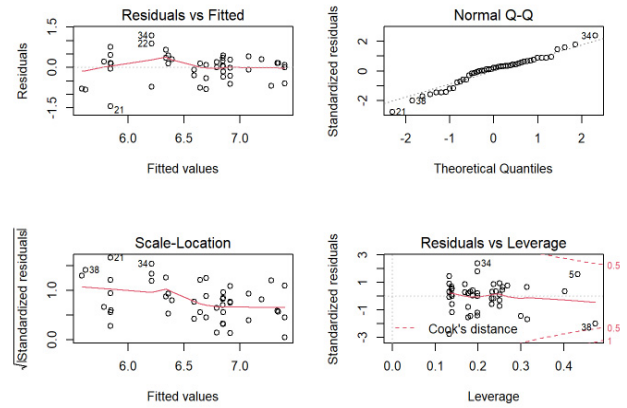 Residuals vs Fitted
Residuals
1.5
0.0
-1.5
34
22
21
6.0 6.5 7.0
Fitted values
Normal Q-Q
Standardized residuals
2
0
-2
34
38
21
-2 -1 0 1 2
Theoretical Quantiles
Scale-Location
√|Standardized residuals|
1.0
0.0
38
21
34
6.0 6.5 7.0
Fitted values
Residuals vs Leverage
Standardized residuals
3
1
-1
-3
34
5
38
0.5
0.5
1
Cook's distance
0.0 0.1 0.2 0.3 0.4
Leverage